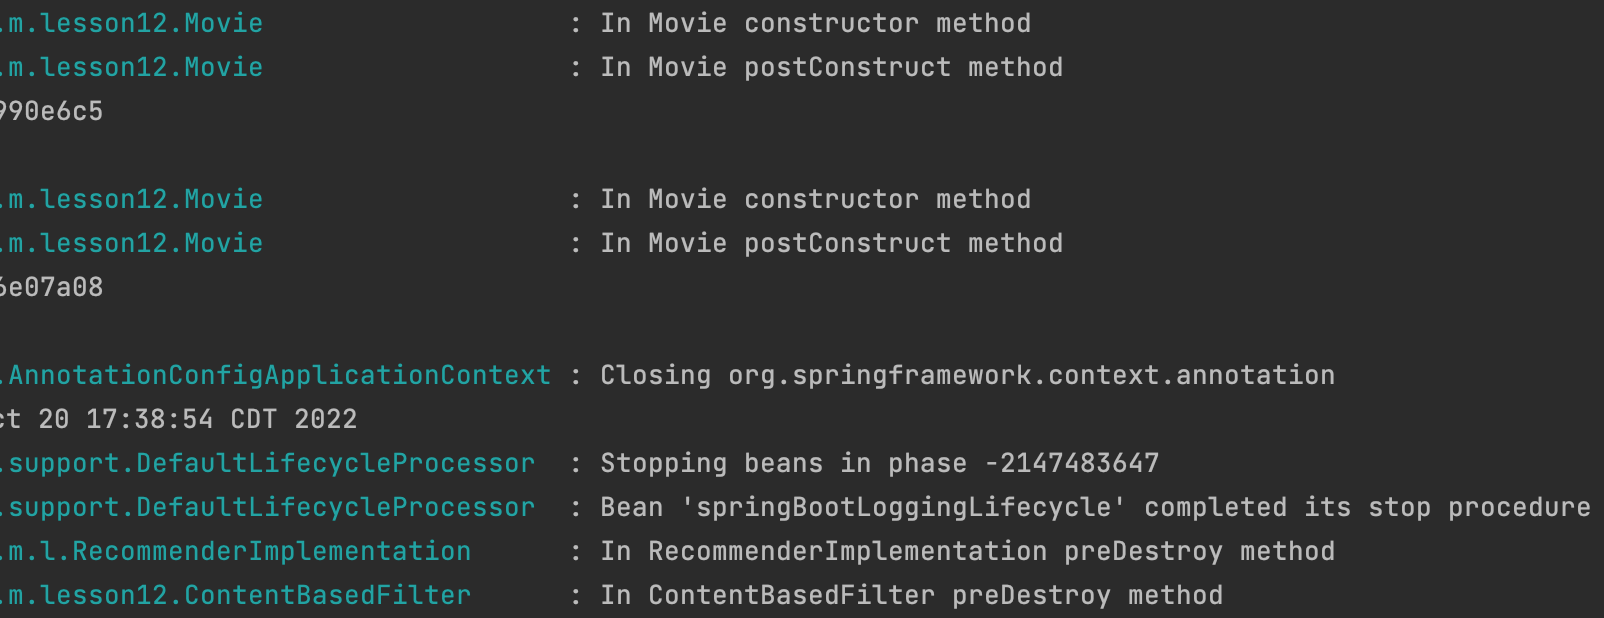 .m.lesson12.Movie : In Movie constructor method
.m.lesson12.Movie : In Movie postConstruct method
990e6c5
.m.lesson12.Movie : In Movie constructor method
.m.lesson12.Movie : In Movie postConstruct method
6e07a08
.AnnotationConfigApplicationContext : Closing org.springframework.context.annotation
ct 20 17:38:54 CDT 2022
.support.DefaultLifecycleProcessor : Stopping beans in phase -2147483647
.support.DefaultLifecycleProcessor : Bean 'springBootLoggingLifecycle' completed its stop procedure
.m.l.RecommenderImplementation : In RecommenderImplementation preDestroy method
.m.lesson12.ContentBasedFilter : In ContentBasedFilter preDestroy method